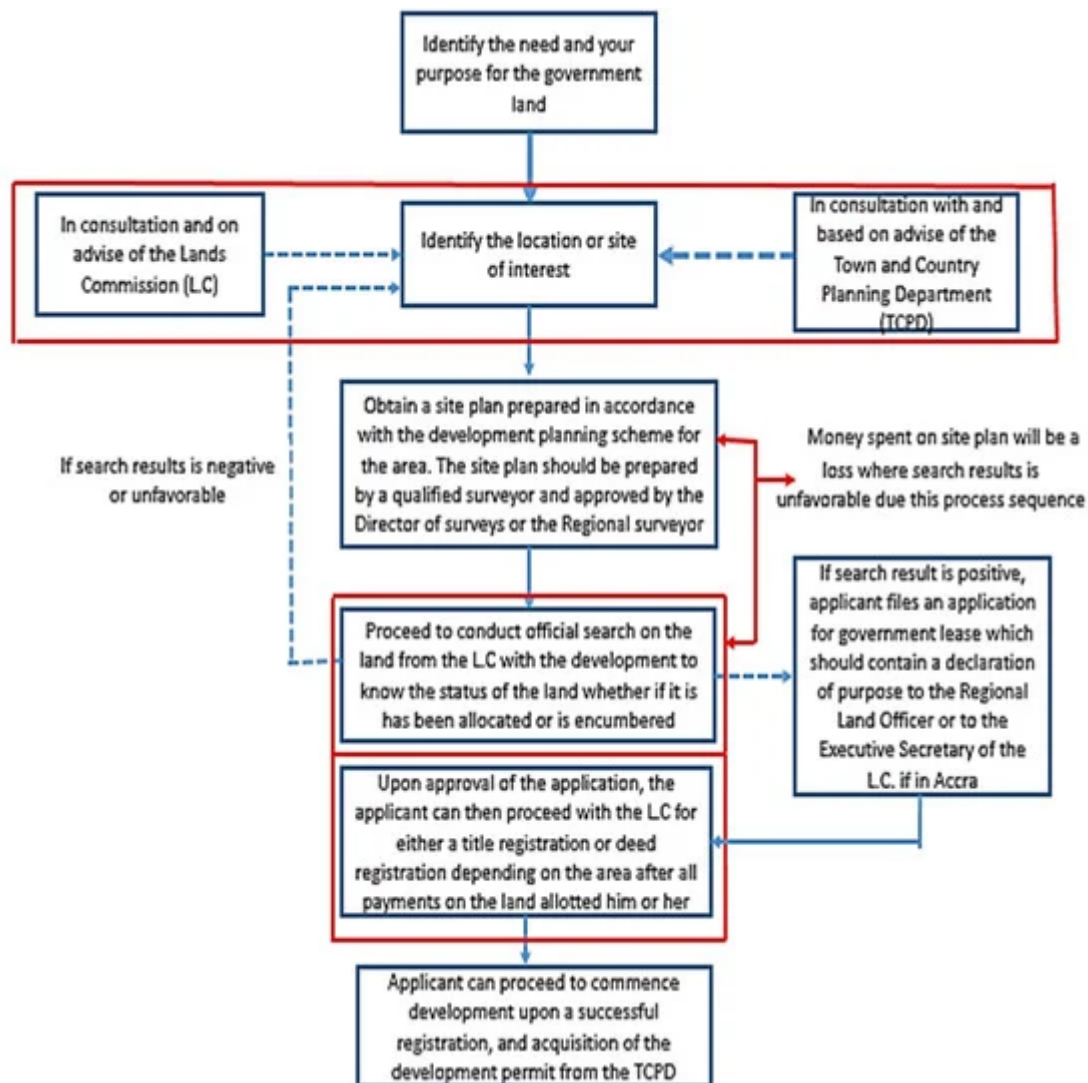 Identify the need and your
purpose for the government
land
In consultation and on
advise of the Lands
Commission (L.C)
Identify the location or site
of interest
In consultation with and
based on advise of the
Town and Country
Planning Department
(TCPD)
Obtain a site plan prepared in accordance
with the development planning scheme for
the area. The site plan should be prepared
by a qualified surveyor and approved by the
Director of surveys or the Regional surveyor
Money spent on site plan will be a
loss where search results is
unfavorable due this process sequence
If search results is negative
or unfavorable
Proceed to conduct official search on the
land from the L.C with the development to
know the status of the land whether if it is
has been allocated or is encumbered
If search result is positive,
applicant files an application
for government lease which
should contain a declaration
of purpose to the Regional
Land Officer or to the
Executive Secretary of the
L.C. if in Accra
Upon approval of the application, the
applicant can then proceed with the L.C for
either a title registration or deed
registration depending on the area after all
payments on the land allotted him or her
Applicant can proceed to commence
development upon a successful
registration, and acquisition of the
development permit from the TCPD